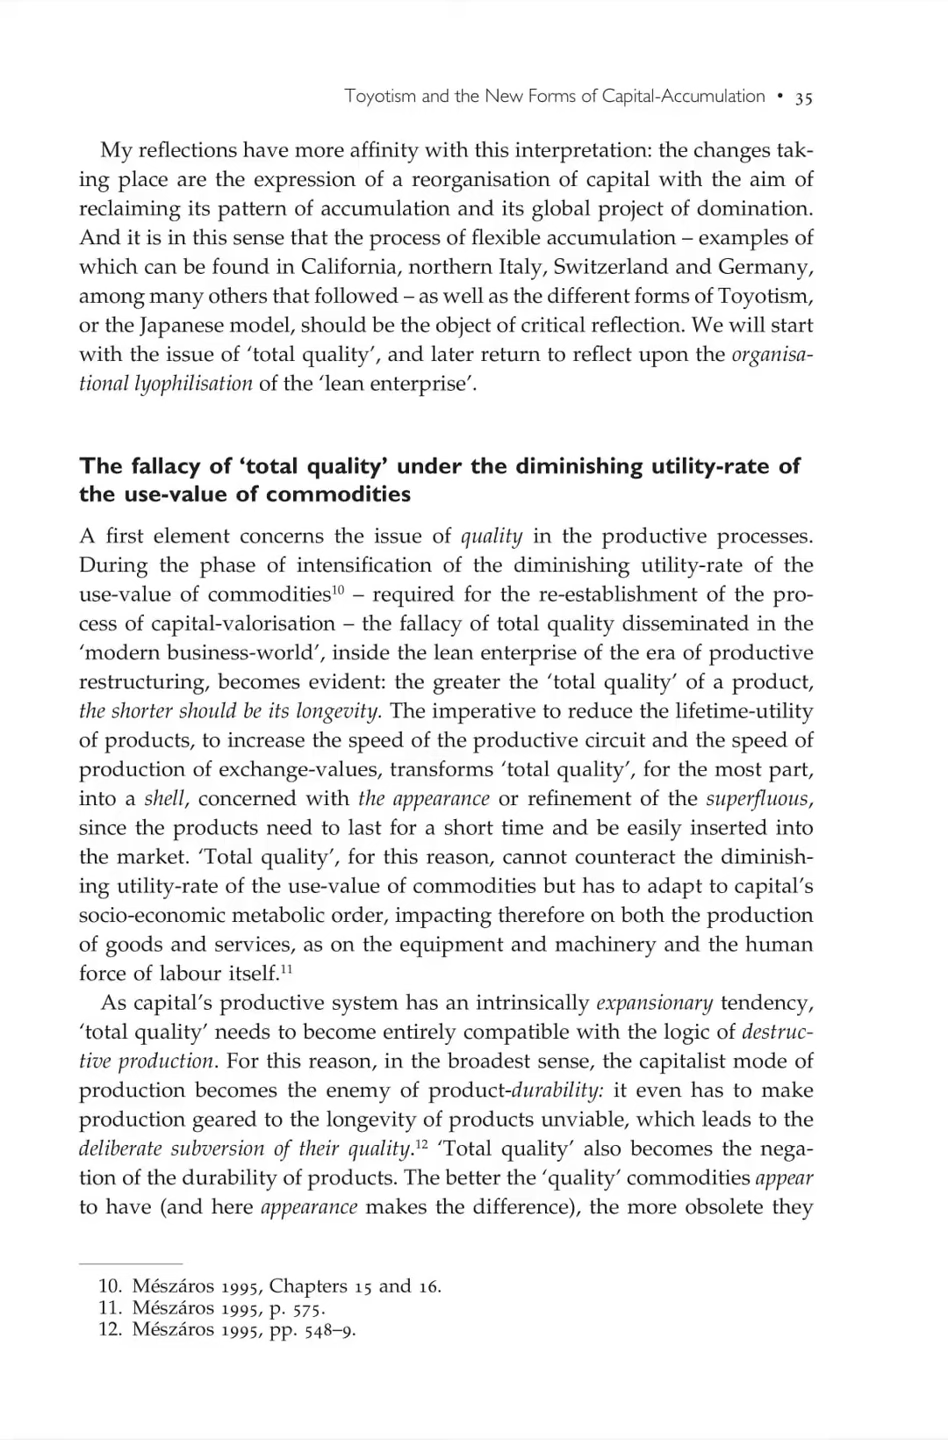 Toyotism and the New Forms of Capital-Accumulation • 35
My reflections have more affinity with this interpretation: the changes tak-
ing place are the expression of a reorganisation of capital with the aim of
reclaiming its pattern of accumulation and its global project of domination.
And it is in this sense that the process of flexible accumulation – examples of
which can be found in California, northern Italy, Switzerland and Germany,
among many others that followed – as well as the different forms of Toyotism,
or the Japanese model, should be the object of critical reflection. We will start
with the issue of ‘total quality’, and later return to reflect upon the organisa-
tional lyophilisation of the ‘lean enterprise’.
The fallacy of ‘total quality’ under the diminishing utility-rate of
the use-value of commodities
A first element concerns the issue of quality in the productive processes.
During the phase of intensification of the diminishing utility-rate of the
use-value of commodities¹⁰ – required for the re-establishment of the pro-
cess of capital-valorisation – the fallacy of total quality disseminated in the
‘modern business-world’, inside the lean enterprise of the era of productive
restructuring, becomes evident: the greater the ‘total quality’ of a product,
the shorter should be its longevity. The imperative to reduce the lifetime-utility
of products, to increase the speed of the productive circuit and the speed of
production of exchange-values, transforms ‘total quality’, for the most part,
into a shell, concerned with the appearance or refinement of the superfluous,
since the products need to last for a short time and be easily inserted into
the market. ‘Total quality’, for this reason, cannot counteract the diminish-
ing utility-rate of the use-value of commodities but has to adapt to capital’s
socio-economic metabolic order, impacting therefore on both the production
of goods and services, as on the equipment and machinery and the human
force of labour itself.¹¹
As capital’s productive system has an intrinsically expansionary tendency,
‘total quality’ needs to become entirely compatible with the logic of destruc-
tive production. For this reason, in the broadest sense, the capitalist mode of
production becomes the enemy of product-durability: it even has to make
production geared to the longevity of products unviable, which leads to the
deliberate subversion of their quality.¹² ‘Total quality’ also becomes the nega-
tion of the durability of products. The better the ‘quality’ commodities appear
to have (and here appearance makes the difference), the more obsolete they
10. Mészáros 1995, Chapters 15 and 16.
11. Mészáros 1995, p. 575.
12. Mészáros 1995, pp. 548–9.